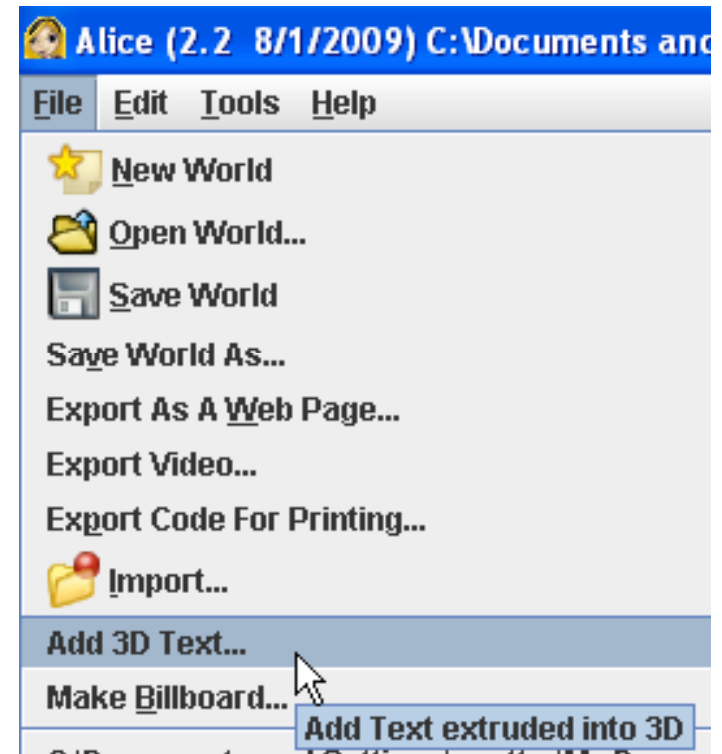 Alice (2.2 8/1/2009) C:\Documents and
File Edit Tools Help
New World
Open World...
Save World
Save World As...
Export As A Web Page...
Export Video...
Export Code For Printing...
Import...
Add 3D Text...
Make Billboard...
Add Text extruded into 3D